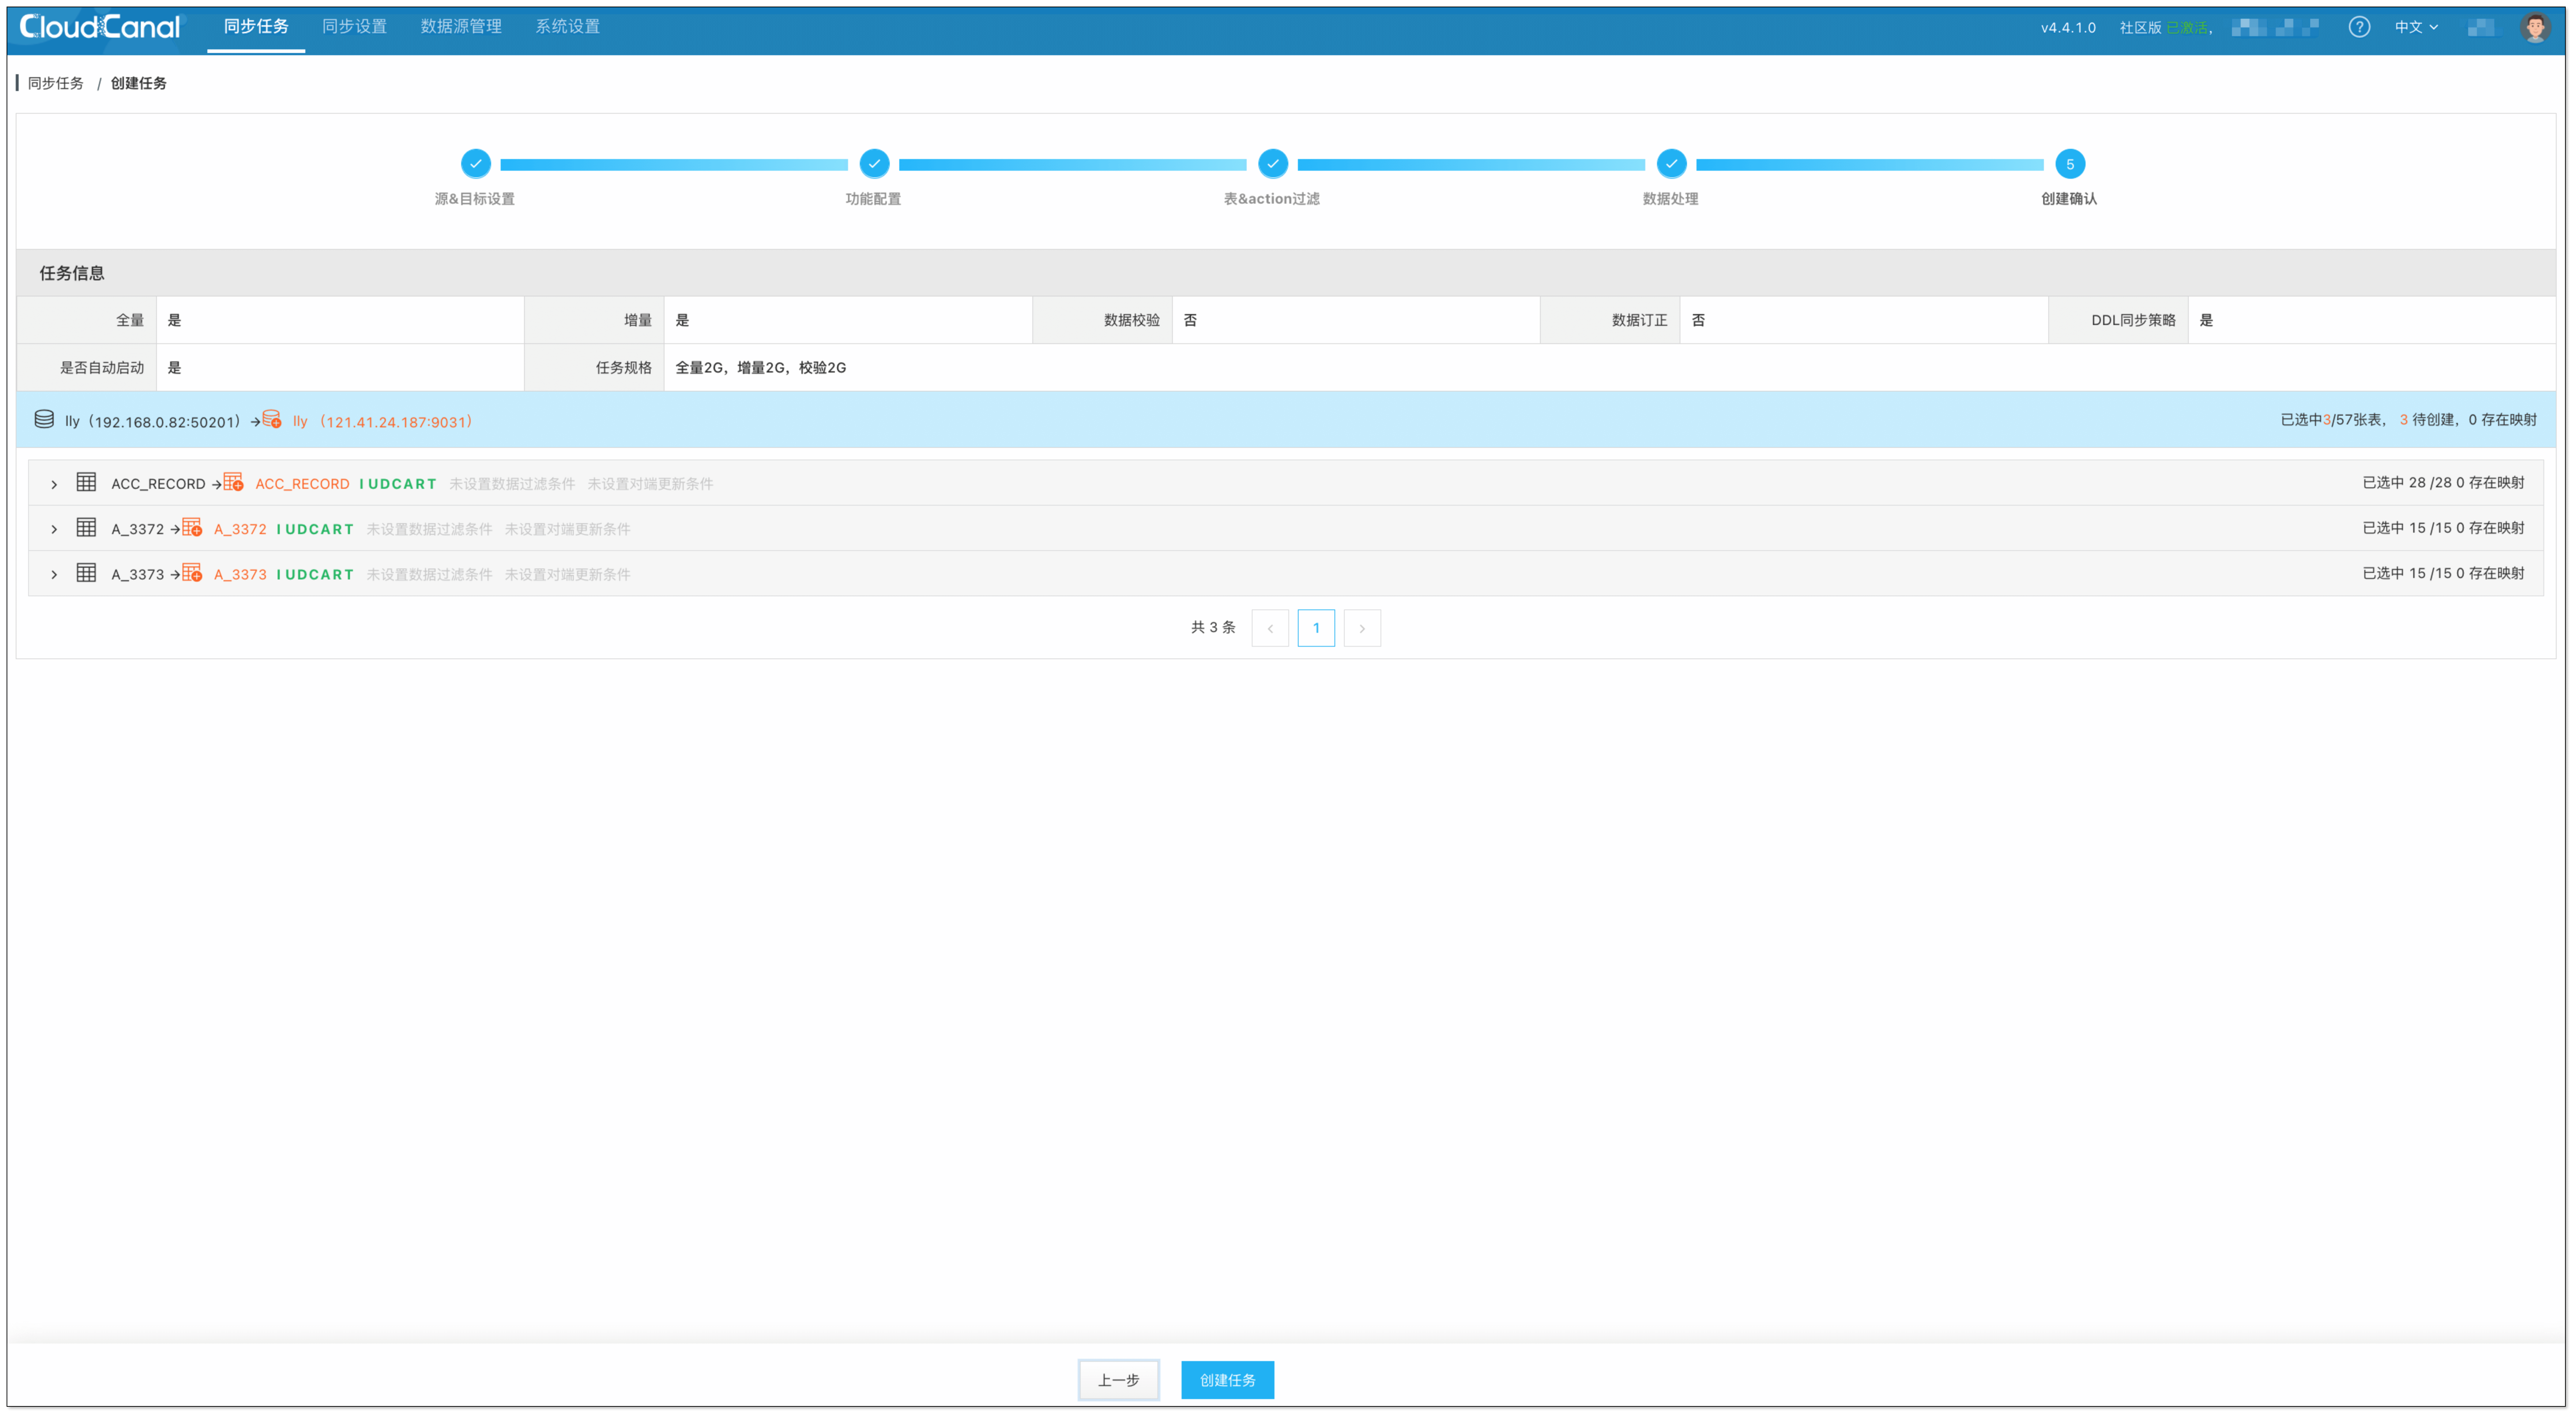 CloudCanal 同步任务 同步设置 数据源管理 系统设置 v4.4.1.0 社区版 已激活, ? 中文
同步任务 / 创建任务
5
源&目标设置 功能配置 表&action过滤 数据处理 创建确认
任务信息
全量 是 增量 是 数据校验 否 数据订正 否 DDL同步策略 是
是否自动启动 是 任务规格 全量2G，增量2G，校验2G
lly（192.168.0.82:50201）→ lly （121.41.24.187:9031） 已选中3/57张表， 3 待创建，0 存在映射
ACC_RECORD → ACC_RECORD I UDCART 未设置数据过滤条件 未设置对端更新条件 已选中 28 /28 0 存在映射
A_3372 → A_3372 I UDCART 未设置数据过滤条件 未设置对端更新条件 已选中 15 /15 0 存在映射
A_3373 → A_3373 I UDCART 未设置数据过滤条件 未设置对端更新条件 已选中 15 /15 0 存在映射
共 3 条 < 1 >
上一步 创建任务